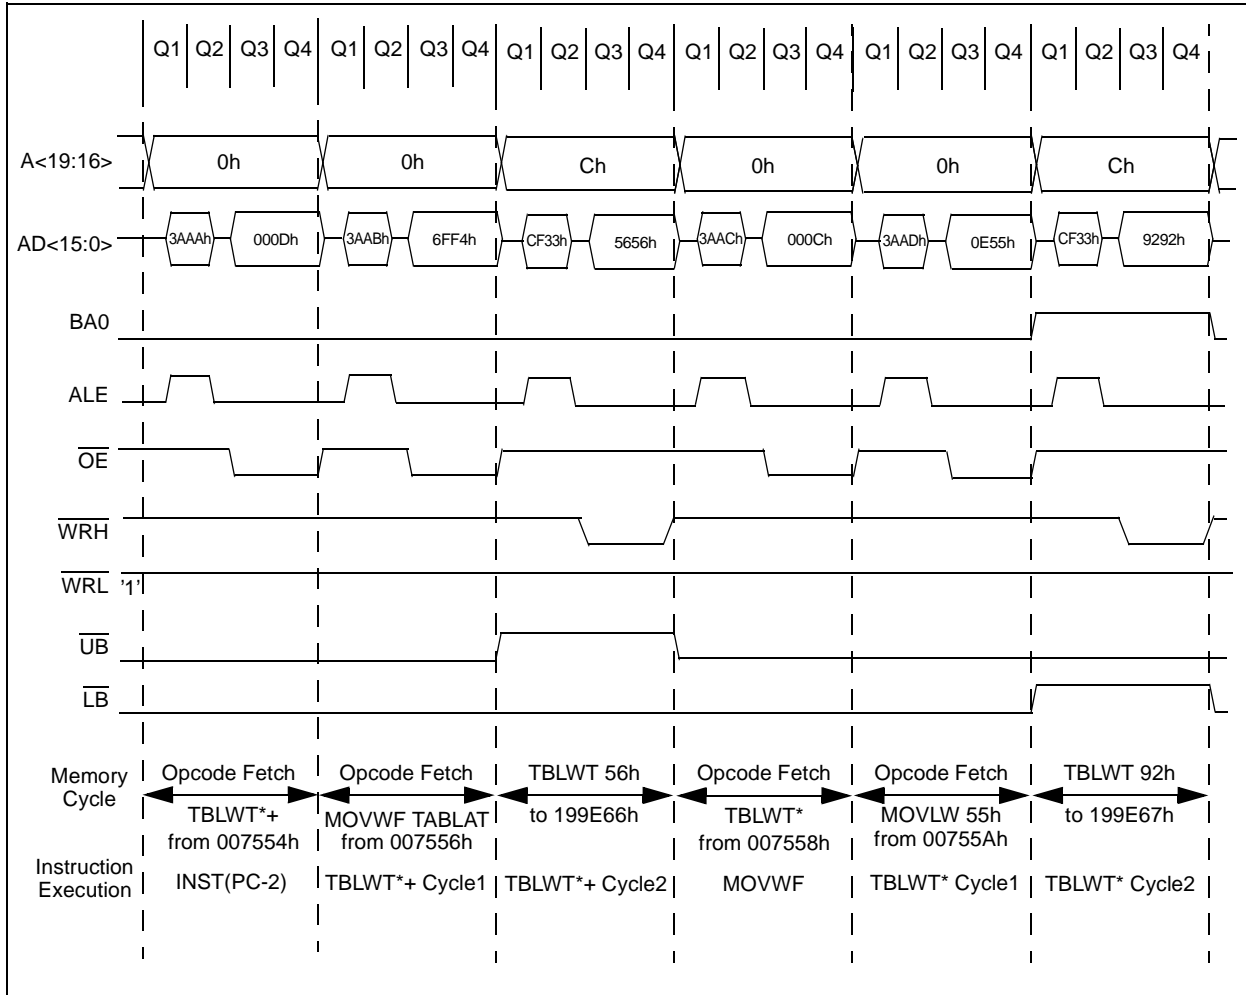 Q1 Q2 Q3 Q4 Q1 Q2 Q3 Q4 Q1 Q2 Q3 Q4 Q1 Q2 Q3 Q4 Q1 Q2 Q3 Q4 Q1 Q2 Q3 Q4
A<19:16> 0h 0h Ch 0h 0h Ch
AD<15:0> 3AAAh 000Dh 3AABh 6FF4h CF33h 5656h 3AACh 000Ch 3AADh 0E55h CF33h 9292h
BA0
ALE
OE
WRH
WRL '1'
UB
LB
Memory Cycle
Opcode Fetch
TBLWT*+
from 007554h
Opcode Fetch
MOVWF TABLAT
from 007556h
TBLWT 56h
to 199E66h
Opcode Fetch
TBLWT*
from 007558h
Opcode Fetch
MOVLW 55h
from 00755Ah
TBLWT 92h
to 199E67h
Instruction
Execution
INST(PC-2) TBLWT*+ Cycle1 TBLWT*+ Cycle2 MOVWF TBLWT* Cycle1 TBLWT* Cycle2